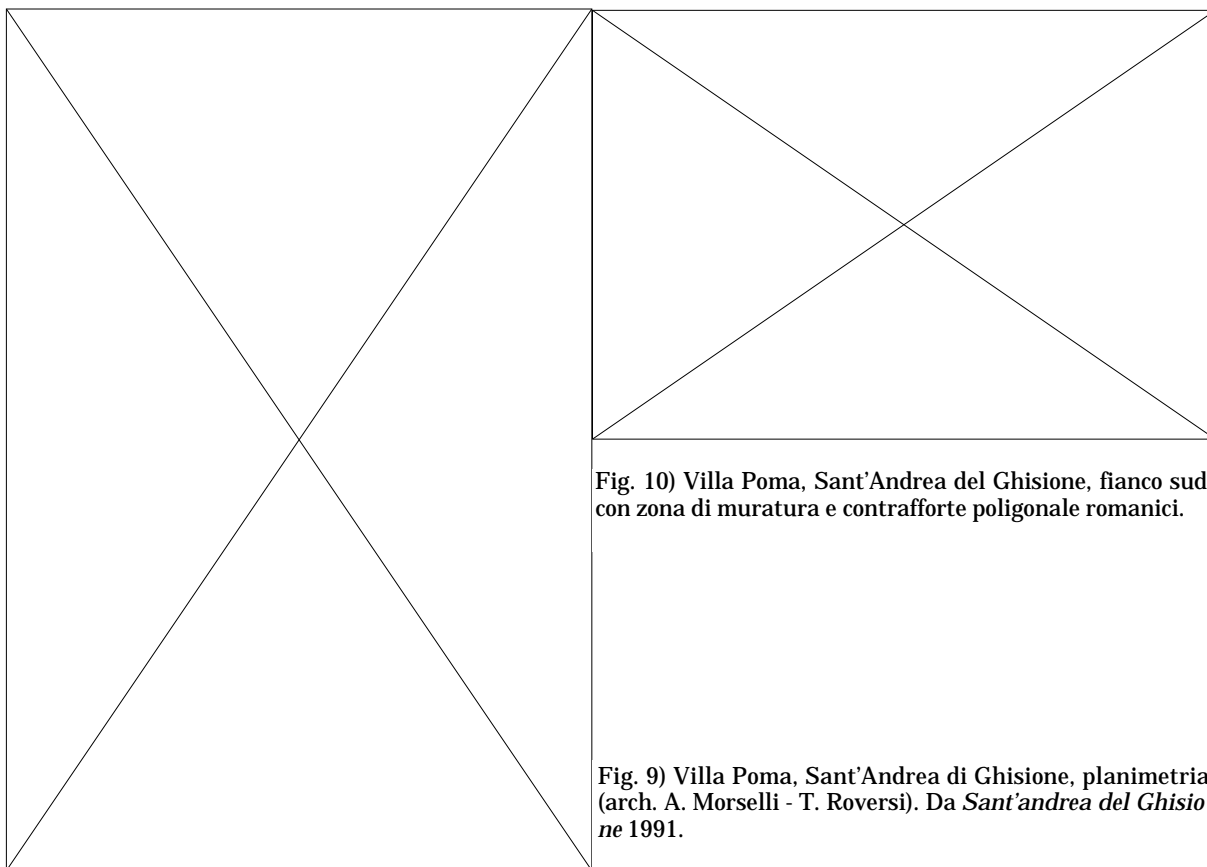 Fig. 10) Villa Poma, Sant’Andrea del Ghisione, fianco sud
con zona di muratura e contrafforte poligonale romanici.
Fig. 9) Villa Poma, Sant’Andrea di Ghisione, planimetria
(arch. A. Morselli - T. Roversi). Da Sant’andrea del Ghisio
ne 1991.